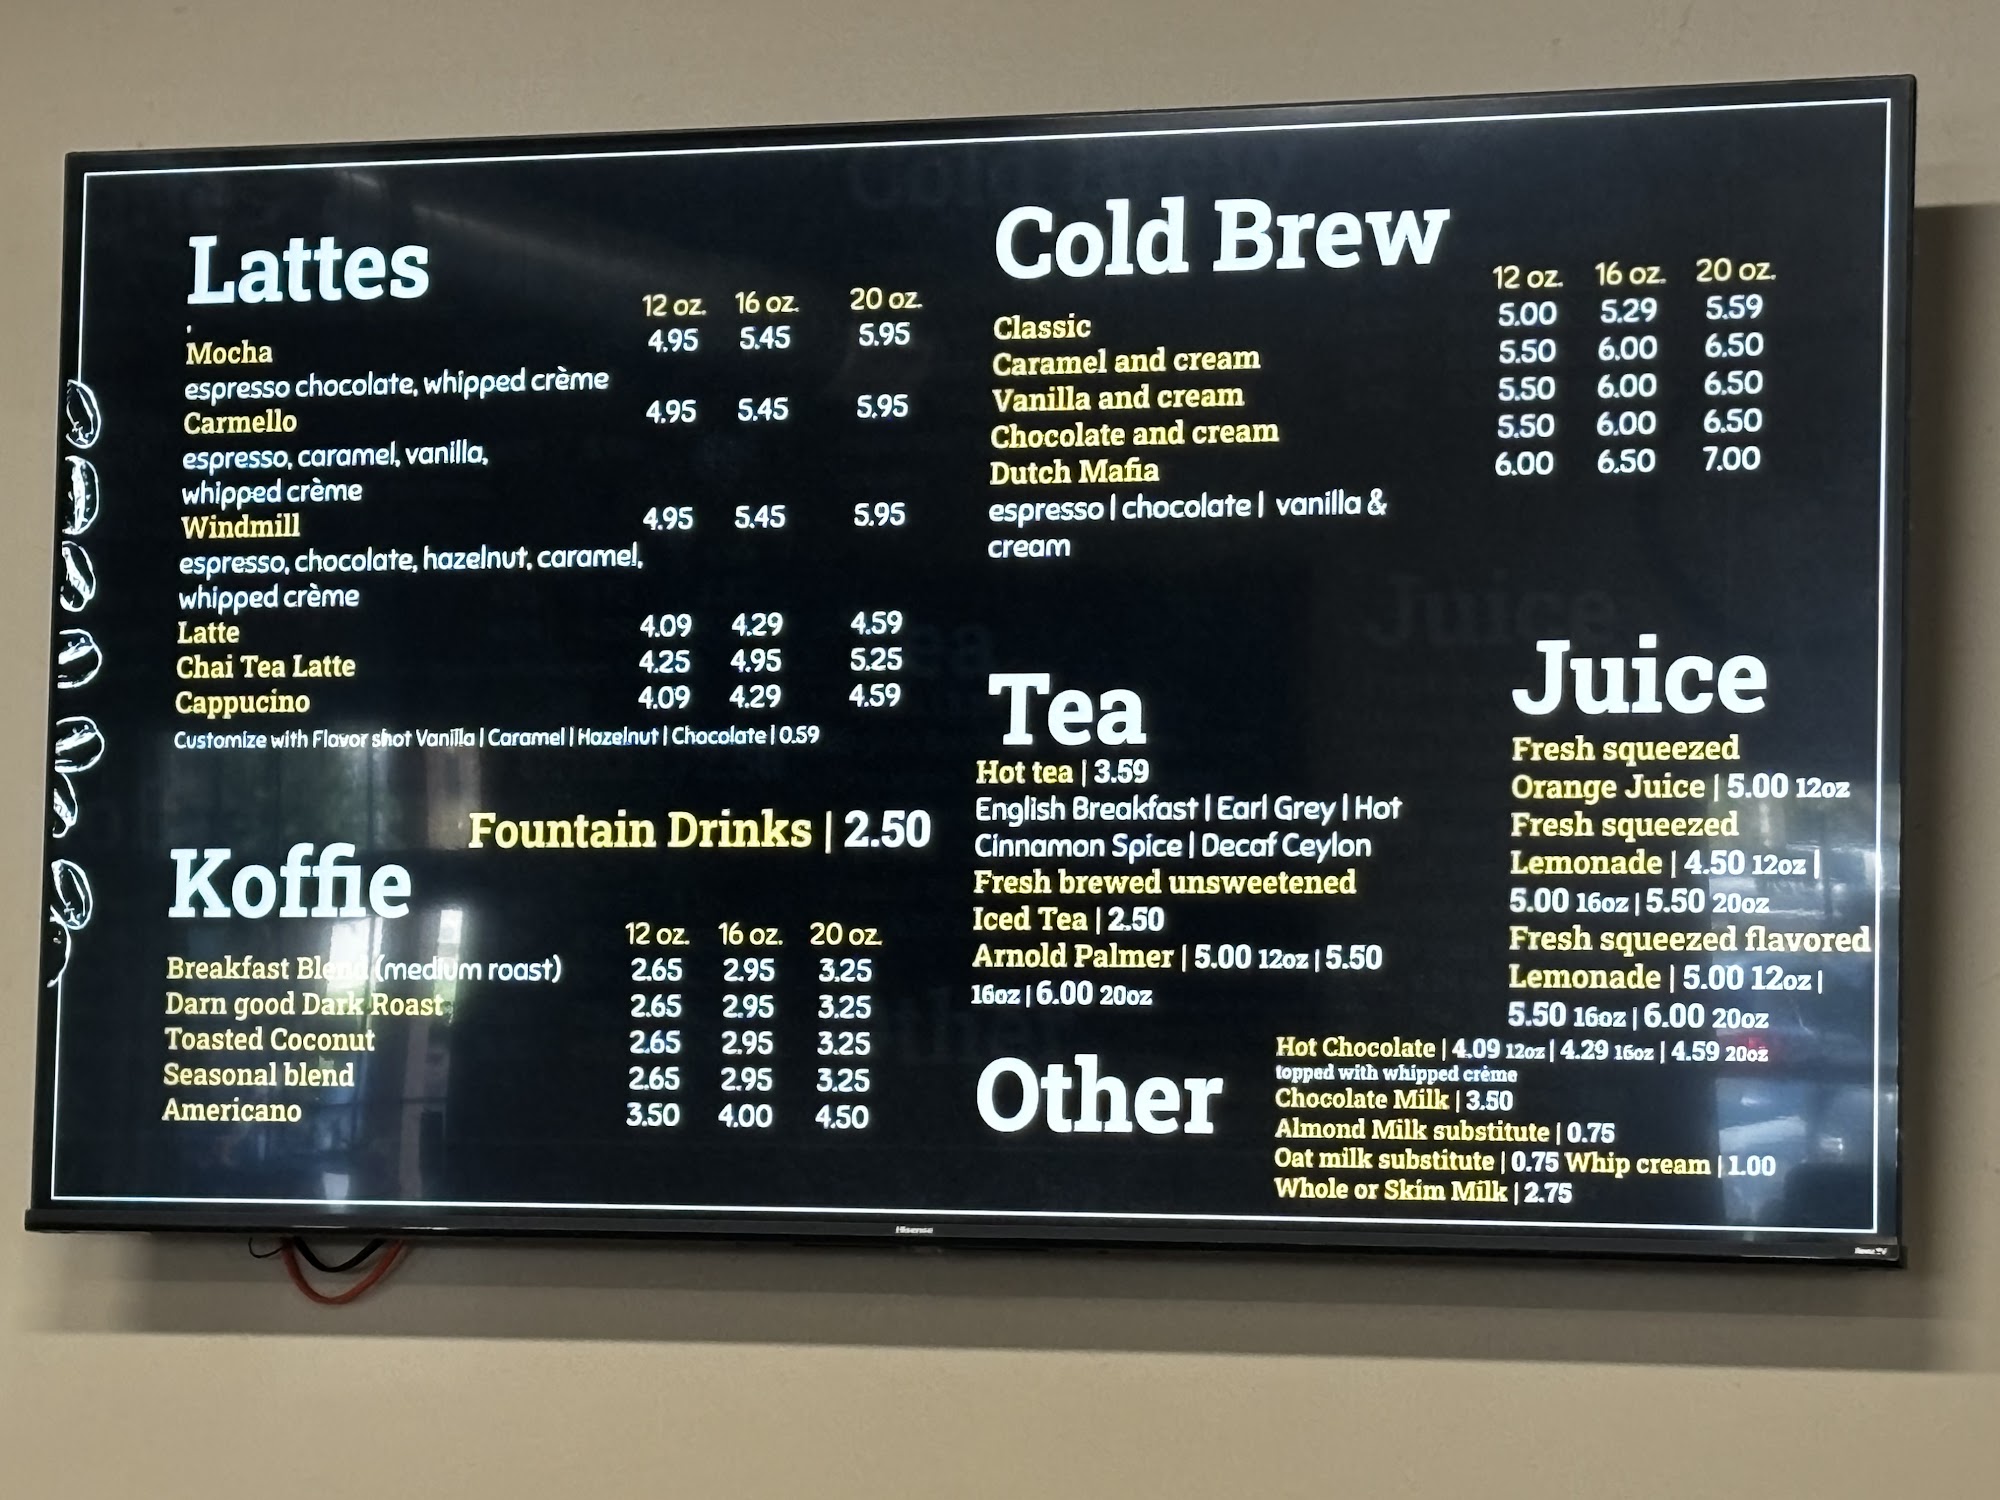 Lattes
12 oz. 16 oz. 20 oz.
Mocha 4.95 5.45 5.95
espresso chocolate, whipped crème
Carmello 4.95 5.45 5.95
espresso, caramel, vanilla,
whipped crème
Windmill 4.95 5.45 5.95
espresso, chocolate, hazelnut, caramel,
whipped crème
Latte 4.09 4.29 4.59
Chai Tea Latte 4.25 4.95 5.25
Cappucino 4.09 4.29 4.59
Customize with Flavor shot Vanilla | Caramel | Hazelnut | Chocolate | 0.59
Fountain Drinks | 2.50
Koffie
12 oz. 16 oz. 20 oz.
Breakfast Blend (medium roast) 2.65 2.95 3.25
Darn good Dark Roast 2.65 2.95 3.25
Toasted Coconut 2.65 2.95 3.25
Seasonal blend 2.65 2.95 3.25
Americano 3.50 4.00 4.50
Cold Brew
12 oz. 16 oz. 20 oz.
Classic 5.00 5.29 5.59
Caramel and cream 5.50 6.00 6.50
Vanilla and cream 5.50 6.00 6.50
Chocolate and cream 5.50 6.00 6.50
Dutch Mafia 6.00 6.50 7.00
espresso | chocolate | vanilla &
cream
Tea
Hot tea | 3.59
English Breakfast | Earl Grey | Hot
Cinnamon Spice | Decaf Ceylon
Fresh brewed unsweetened
Iced Tea | 2.50
Arnold Palmer | 5.00 12oz | 5.50
16oz | 6.00 20oz
Juice
Fresh squeezed
Orange Juice | 5.00 12oz
Fresh squeezed
Lemonade | 4.50 12oz |
5.00 16oz | 5.50 20oz
Fresh squeezed flavored
Lemonade | 5.00 12oz |
5.50 16oz | 6.00 20oz
Other
Hot Chocolate | 4.09 12oz | 4.29 16oz | 4.59 20oz
topped with whipped crème
Chocolate Milk | 3.50
Almond Milk substitute | 0.75
Oat milk substitute | 0.75 Whip cream | 1.00
Whole or Skim Milk | 2.75
Hisense
Roku TV